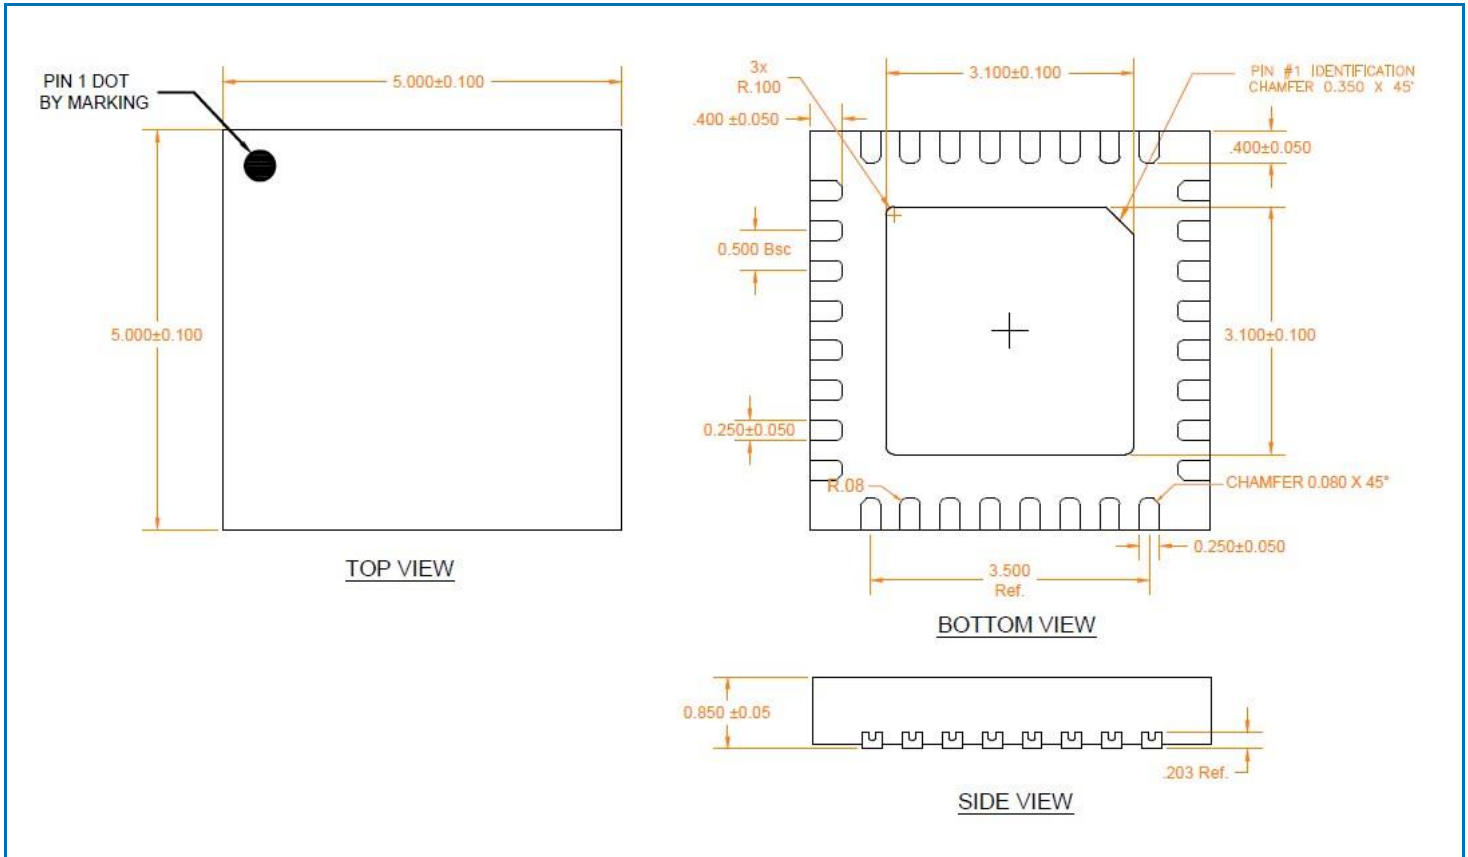 PIN 1 DOT
BY MARKING
5.000±0.100
5.000±0.100
TOP VIEW
3x
R.100
3.100±0.100
PIN #1 IDENTIFICATION
CHAMFER 0.350 X 45°
.400 ±0.050
.400±0.050
0.500 Bsc
3.100±0.100
0.250±0.050
R.08
CHAMFER 0.080 X 45°
0.250±0.050
3.500
Ref.
BOTTOM VIEW
0.850 ±0.05
.203 Ref.
SIDE VIEW